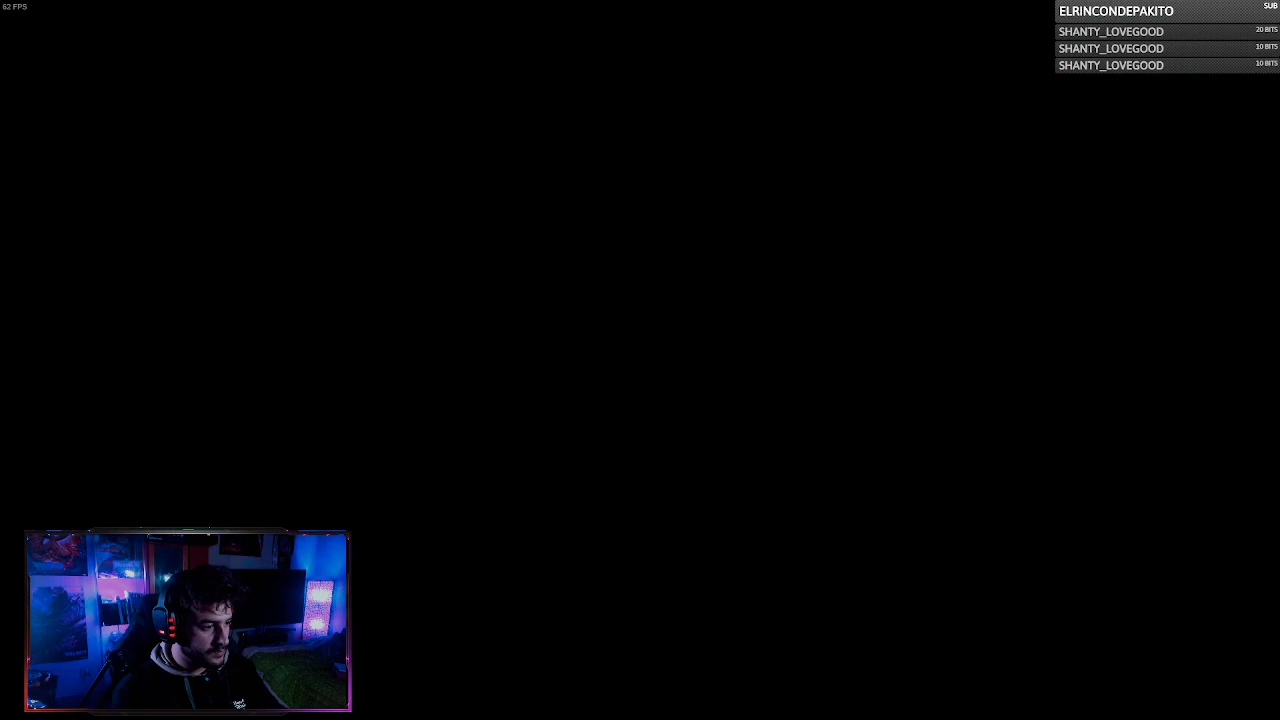 62 FPS
ELRINCONDEPAKITO SUB
SHANTY_LOVEGOOD 20 BITS
SHANTY_LOVEGOOD 10 BITS
SHANTY_LOVEGOOD 10 BITS